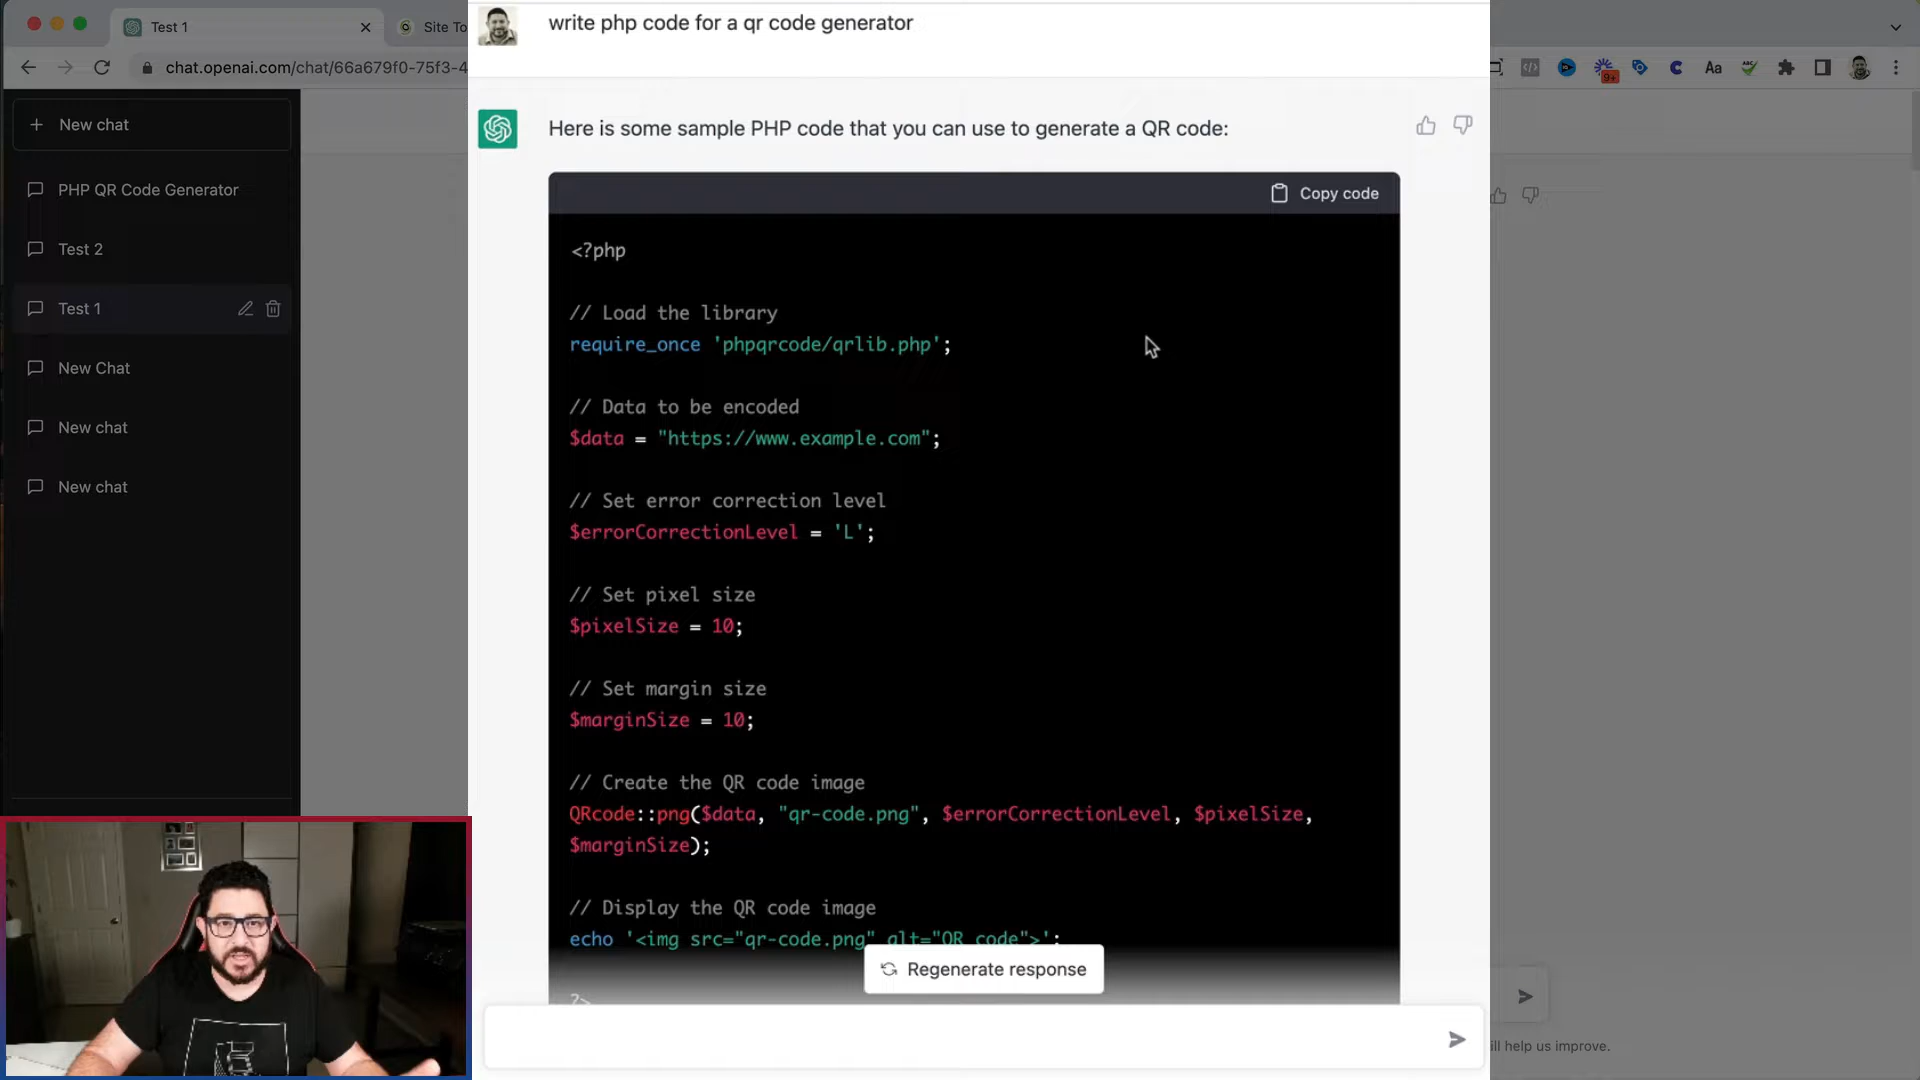 Test 1
Site To
chat.openai.com/chat/66a679f0-75f3-4
9+
Aa
ABC
New chat
PHP QR Code Generator
Test 2
Test 1
New Chat
New chat
New chat
write php code for a qr code generator
Here is some sample PHP code that you can use to generate a QR code:
Copy code
<?php
// Load the library
require_once 'phpqrcode/qrlib.php';
// Data to be encoded
$data = "https://www.example.com";
// Set error correction level
$errorCorrectionLevel = 'L';
// Set pixel size
$pixelSize = 10;
// Set margin size
$marginSize = 10;
// Create the QR code image
QRcode::png($data, "qr-code.png", $errorCorrectionLevel, $pixelSize,
$marginSize);
// Display the QR code image
echo '<img src="qr-code.png" alt="QR code">';
?>
Regenerate response
ill help us improve.